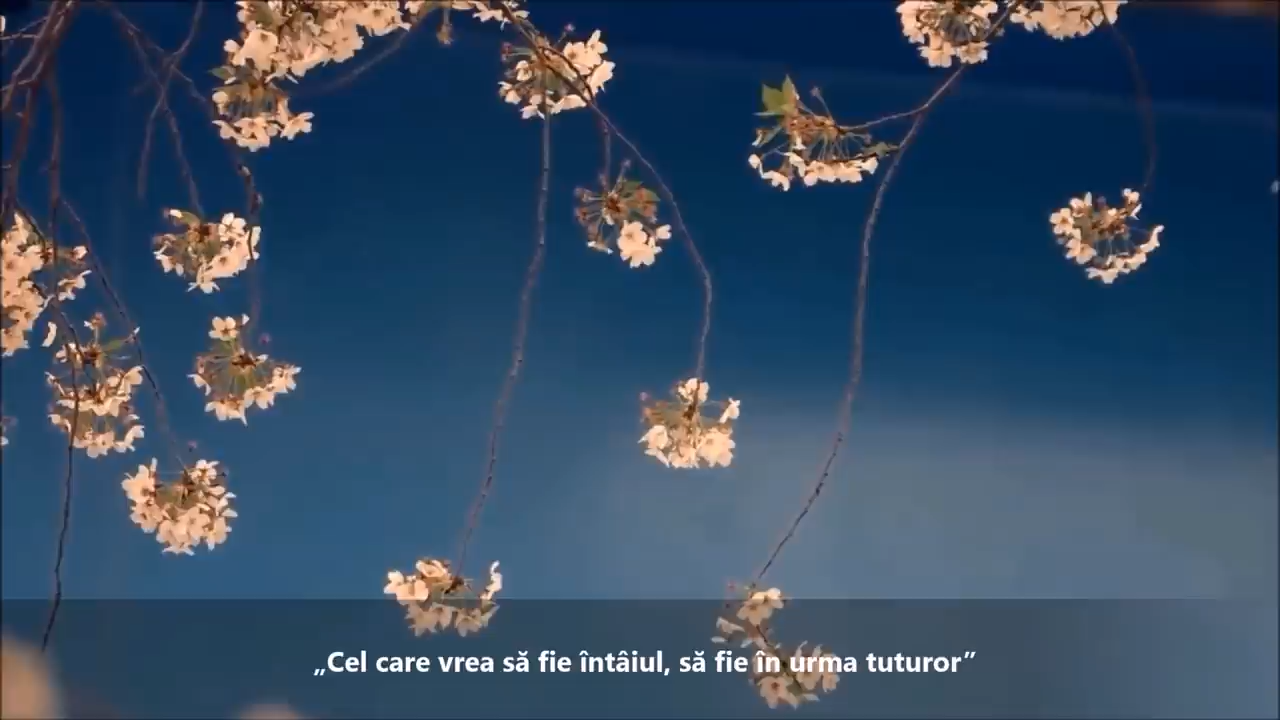 „Cel care vrea să fie întâiul, să fie în urma tuturor”